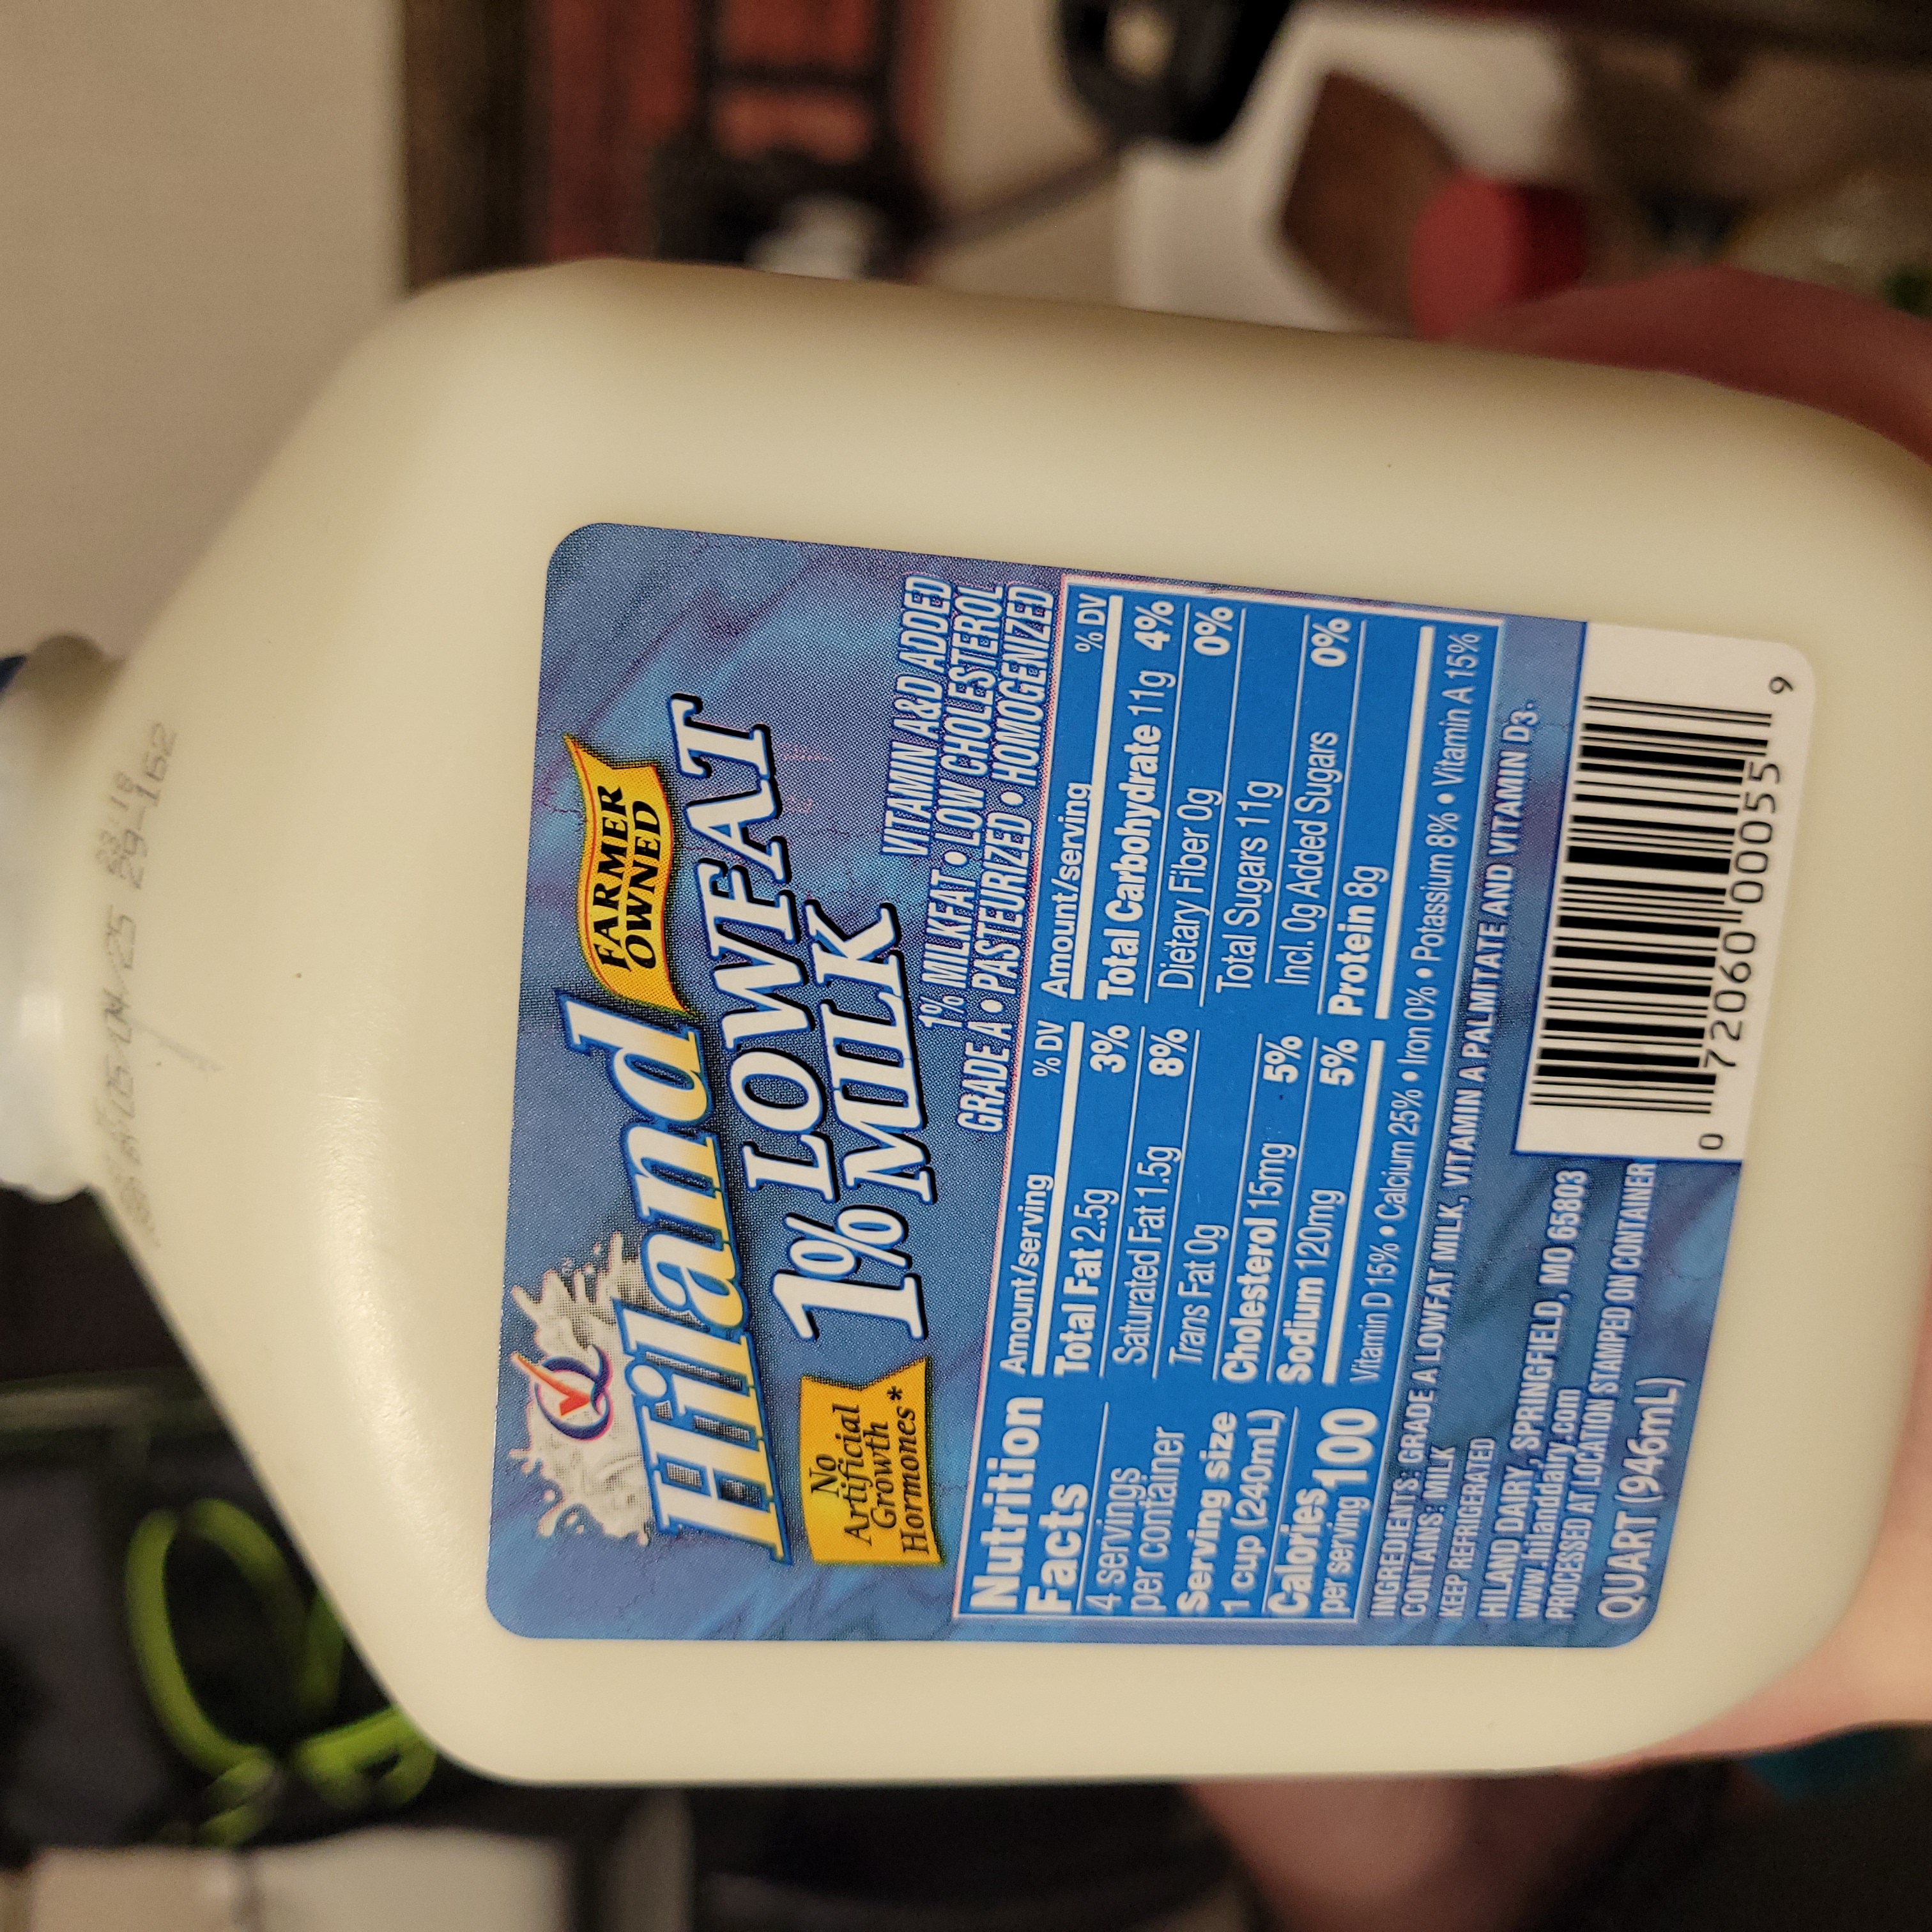 05/04/25 23:18
29-162
Q
Hiland
FARMER
OWNED
1% LOWFAT
MILK
No
Artificial
Growth
Hormones*
VITAMIN A&D ADDED
1% MILKFAT • LOW CHOLESTEROL
GRADE A • PASTEURIZED • HOMOGENIZED
Nutrition
Facts
4 servings
per container
Serving size
1 cup (240mL)
Calories
per serving 100
Amount/serving % DV
Total Fat 2.5g 3%
Saturated Fat 1.5g 8%
Trans Fat 0g
Cholesterol 15mg 5%
Sodium 120mg 5%
Amount/serving % DV
Total Carbohydrate 11g 4%
Dietary Fiber 0g 0%
Total Sugars 11g
Incl. 0g Added Sugars 0%
Protein 8g
Vitamin D 15% • Calcium 25% • Iron 0% • Potassium 8% • Vitamin A 15%
INGREDIENTS: GRADE A LOWFAT MILK, VITAMIN A PALMITATE AND VITAMIN D3.
CONTAINS: MILK
KEEP REFRIGERATED
HILAND DAIRY, SPRINGFIELD, MO 65803
www.hilanddairy.com
PROCESSED AT LOCATION STAMPED ON CONTAINER
QUART (946mL)
0 72060 00055 9